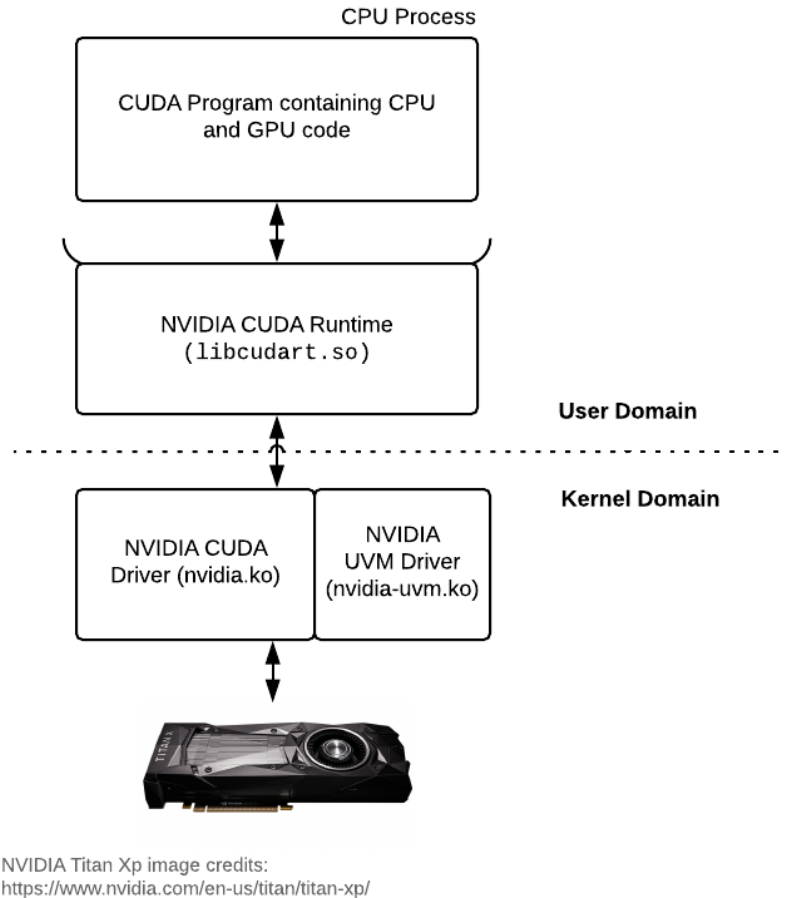 CPU Process
CUDA Program containing CPU
and GPU code
NVIDIA CUDA Runtime
(libcudart.so)
User Domain
Kernel Domain
NVIDIA CUDA
Driver (nvidia.ko)
NVIDIA
UVM Driver
(nvidia-uvm.ko)
TITAN X
NVIDIA Titan Xp image credits:
https://www.nvidia.com/en-us/titan/titan-xp/